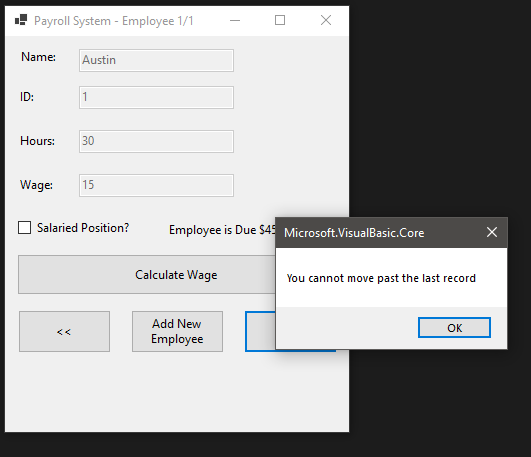 Payroll System - Employee 1/1
Name:
Austin
ID:
1
Hours:
30
Wage:
15
Salaried Position?
Employee is Due $45
Calculate Wage
<<
Add New
Employee
Microsoft.VisualBasic.Core
You cannot move past the last record
OK